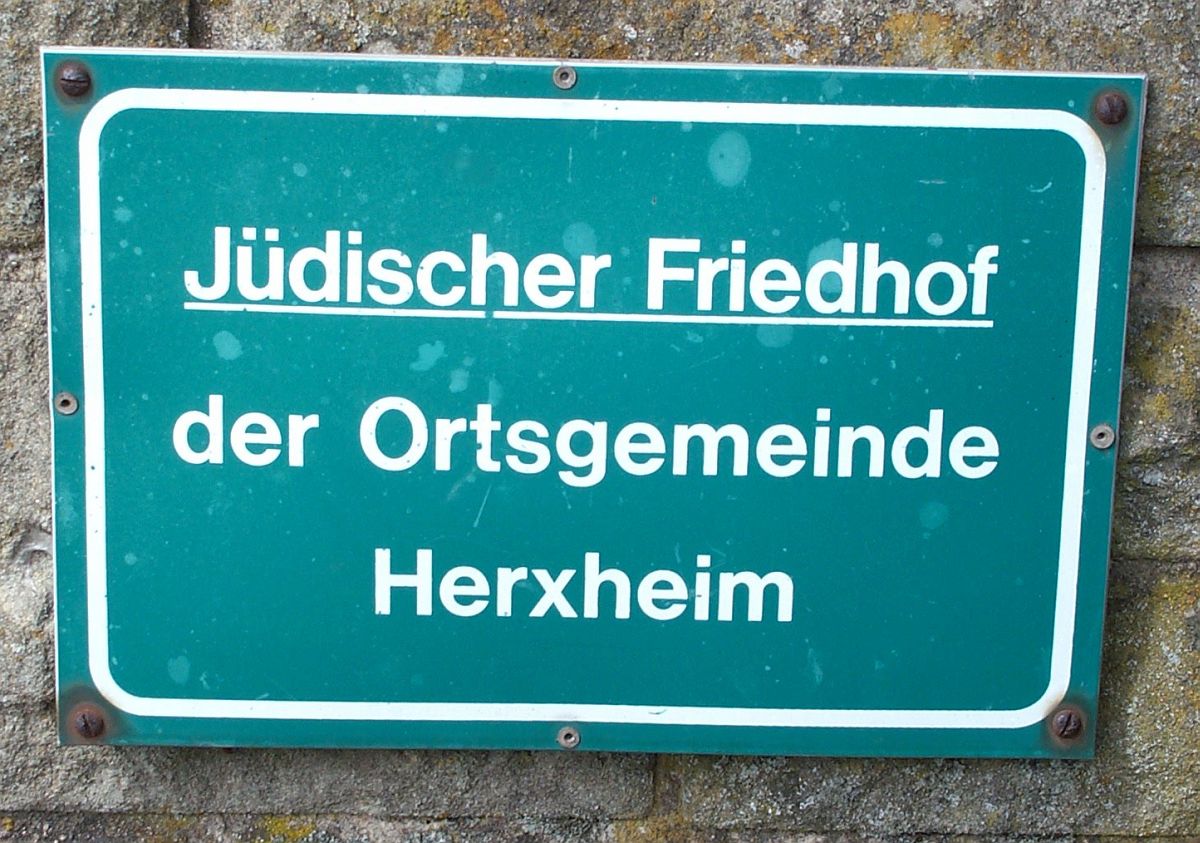 Jüdischer Friedhof
der Ortsgemeinde
Herxheim